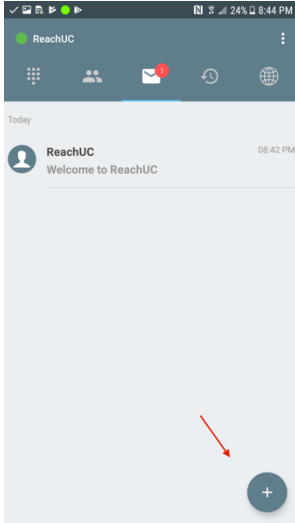 24% 8:44 PM
ReachUC
1
Today
ReachUC 08:42 PM
Welcome to ReachUC
+